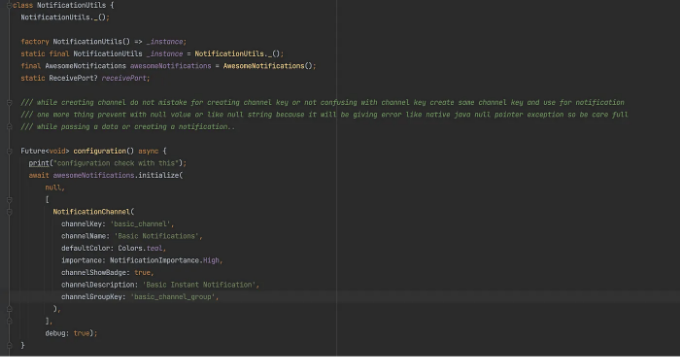 class NotificationUtils {
NotificationUtils._();
factory NotificationUtils() => _instance;
static final NotificationUtils _instance = NotificationUtils._();
final AwesomeNotifications awesomeNotifications = AwesomeNotifications();
static ReceivePort? receivePort;
/// while creating channel do not mistake for creating channel key or not confusing with channel key create same channel key and use for notification
/// one more thing prevent with null value or like null string because it will be giving error like native java null pointer exception so be care full
/// while passing a data or creating a notification..
Future<void> configuration() async {
print("configuration check with this");
await awesomeNotifications.initialize(
null,
[
NotificationChannel(
channelKey: 'basic_channel',
channelName: 'Basic Notifications',
defaultColor: Colors.teal,
importance: NotificationImportance.High,
channelShowBadge: true,
channelDescription: 'Basic Instant Notification',
channelGroupKey: 'basic_channel_group',
),
],
debug: true);
}